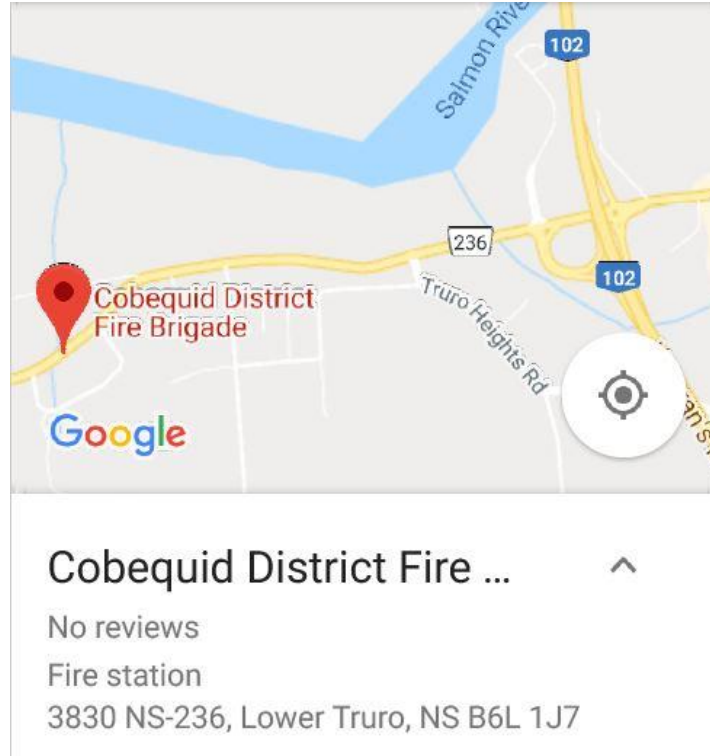 Salmon Rive
102
236
102
Cobequid District
Fire Brigade
Truro Heights Rd
an's
Google
Cobequid District Fire ...
No reviews
Fire station
3830 NS-236, Lower Truro, NS B6L 1J7